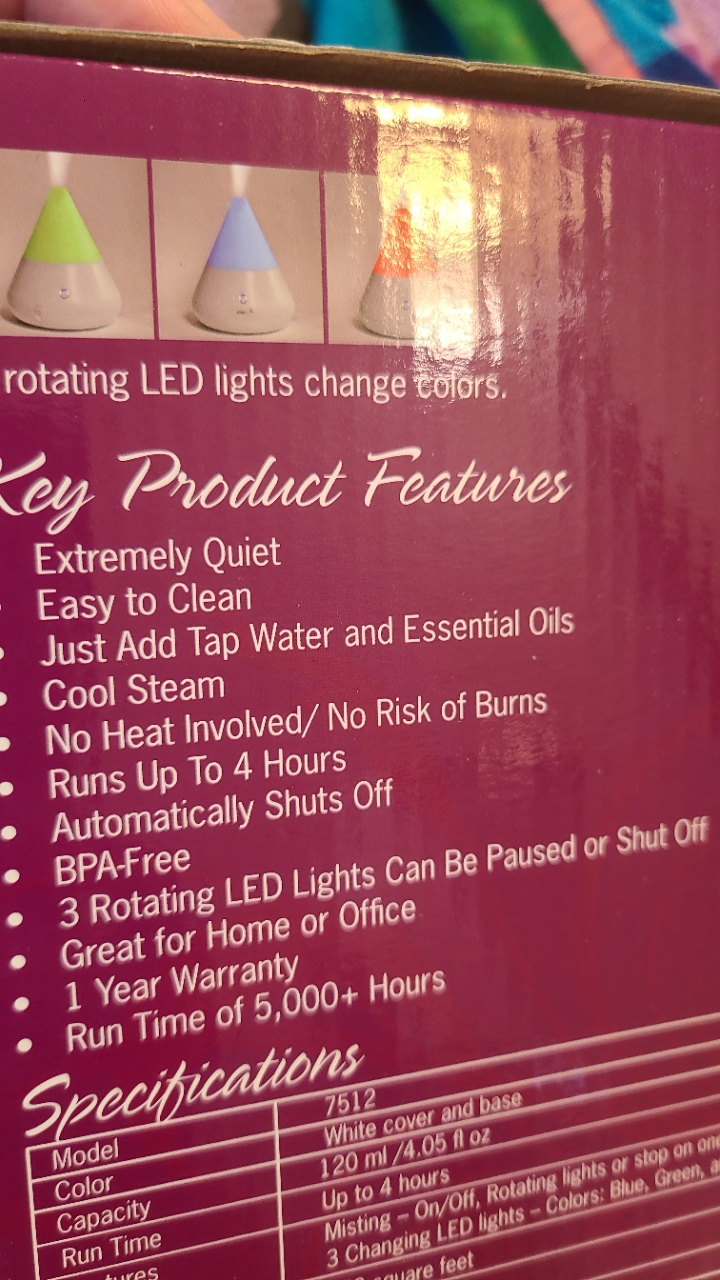 rotating LED lights change colors.
Key Product Features
Extremely Quiet
• Easy to Clean
• Just Add Tap Water and Essential Oils
• Cool Steam
• No Heat Involved/ No Risk of Burns
• Runs Up To 4 Hours
• Automatically Shuts Off
• BPA-Free
• 3 Rotating LED Lights Can Be Paused or Shut Off
• Great for Home or Office
• 1 Year Warranty
• Run Time of 5,000+ Hours
Specifications
Model 7512
Color White cover and base
Capacity 120 ml /4.05 fl oz
Run Time Up to 4 hours
Misting – On/Off, Rotating lights or stop on
3 Changing LED lights – Colors: Blue, Green,
feet